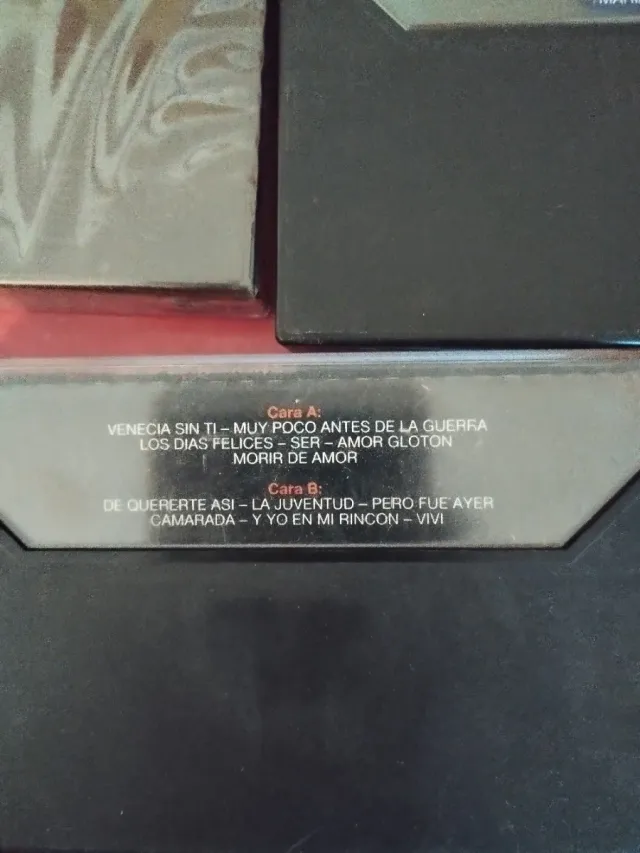 Cara A:
VENECIA SIN TI – MUY POCO ANTES DE LA GUERRA
LOS DIAS FELICES – SER – AMOR GLOTON
MORIR DE AMOR
Cara B:
DE QUERERTE ASI – LA JUVENTUD – PERO FUE AYER
CAMARADA – Y YO EN MI RINCON – VIVI